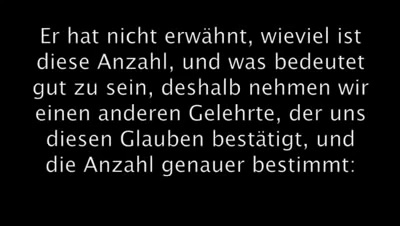 Er hat nicht erwähnt, wieviel ist
diese Anzahl, und was bedeutet
gut zu sein, deshalb nehmen wir
einen anderen Gelehrte, der uns
diesen Glauben bestätigt, und
die Anzahl genauer bestimmt: